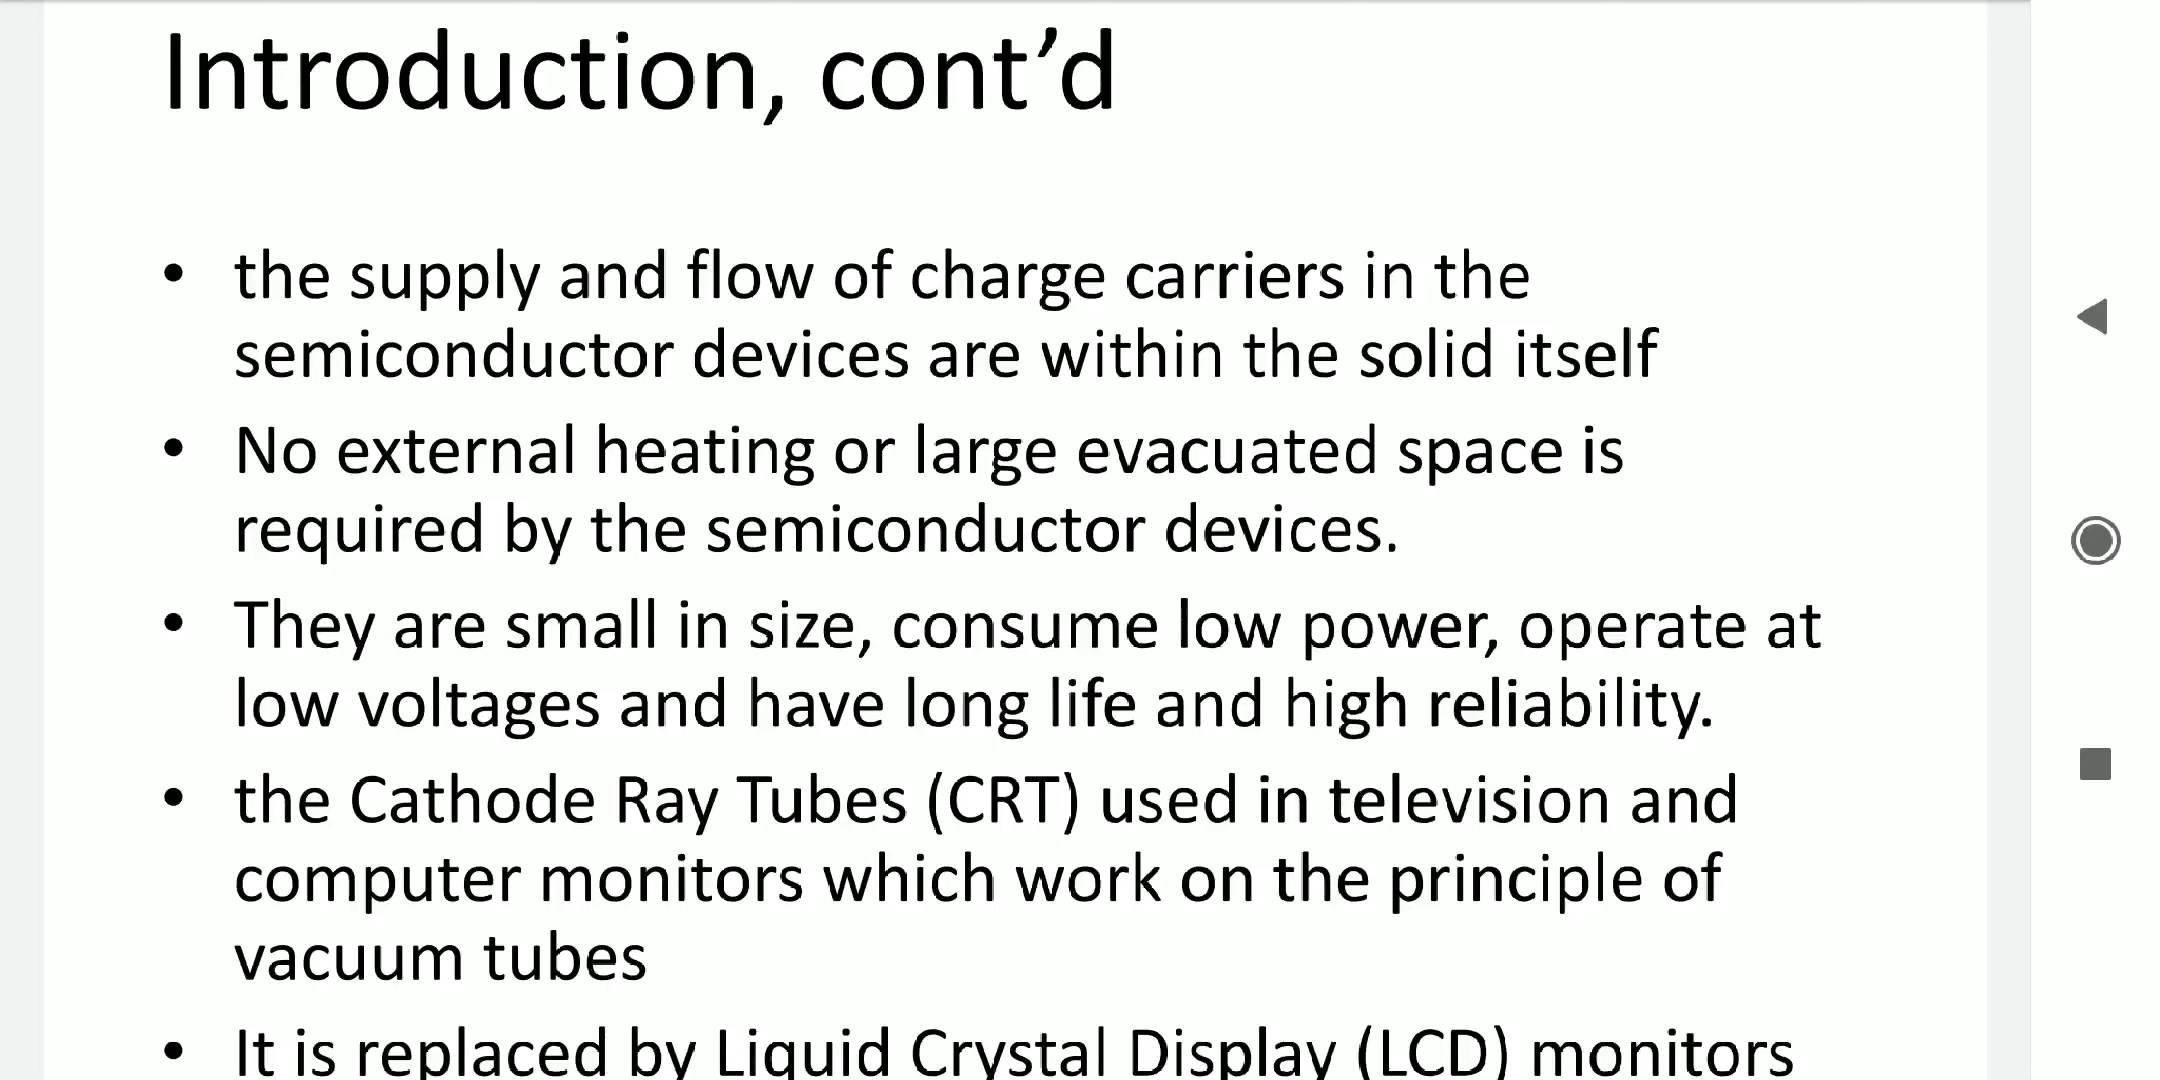 Introduction, cont’d
• the supply and flow of charge carriers in the
semiconductor devices are within the solid itself
• No external heating or large evacuated space is
required by the semiconductor devices.
• They are small in size, consume low power, operate at
low voltages and have long life and high reliability.
• the Cathode Ray Tubes (CRT) used in television and
computer monitors which work on the principle of
vacuum tubes
• It is replaced by Liquid Crystal Display (LCD) monitors